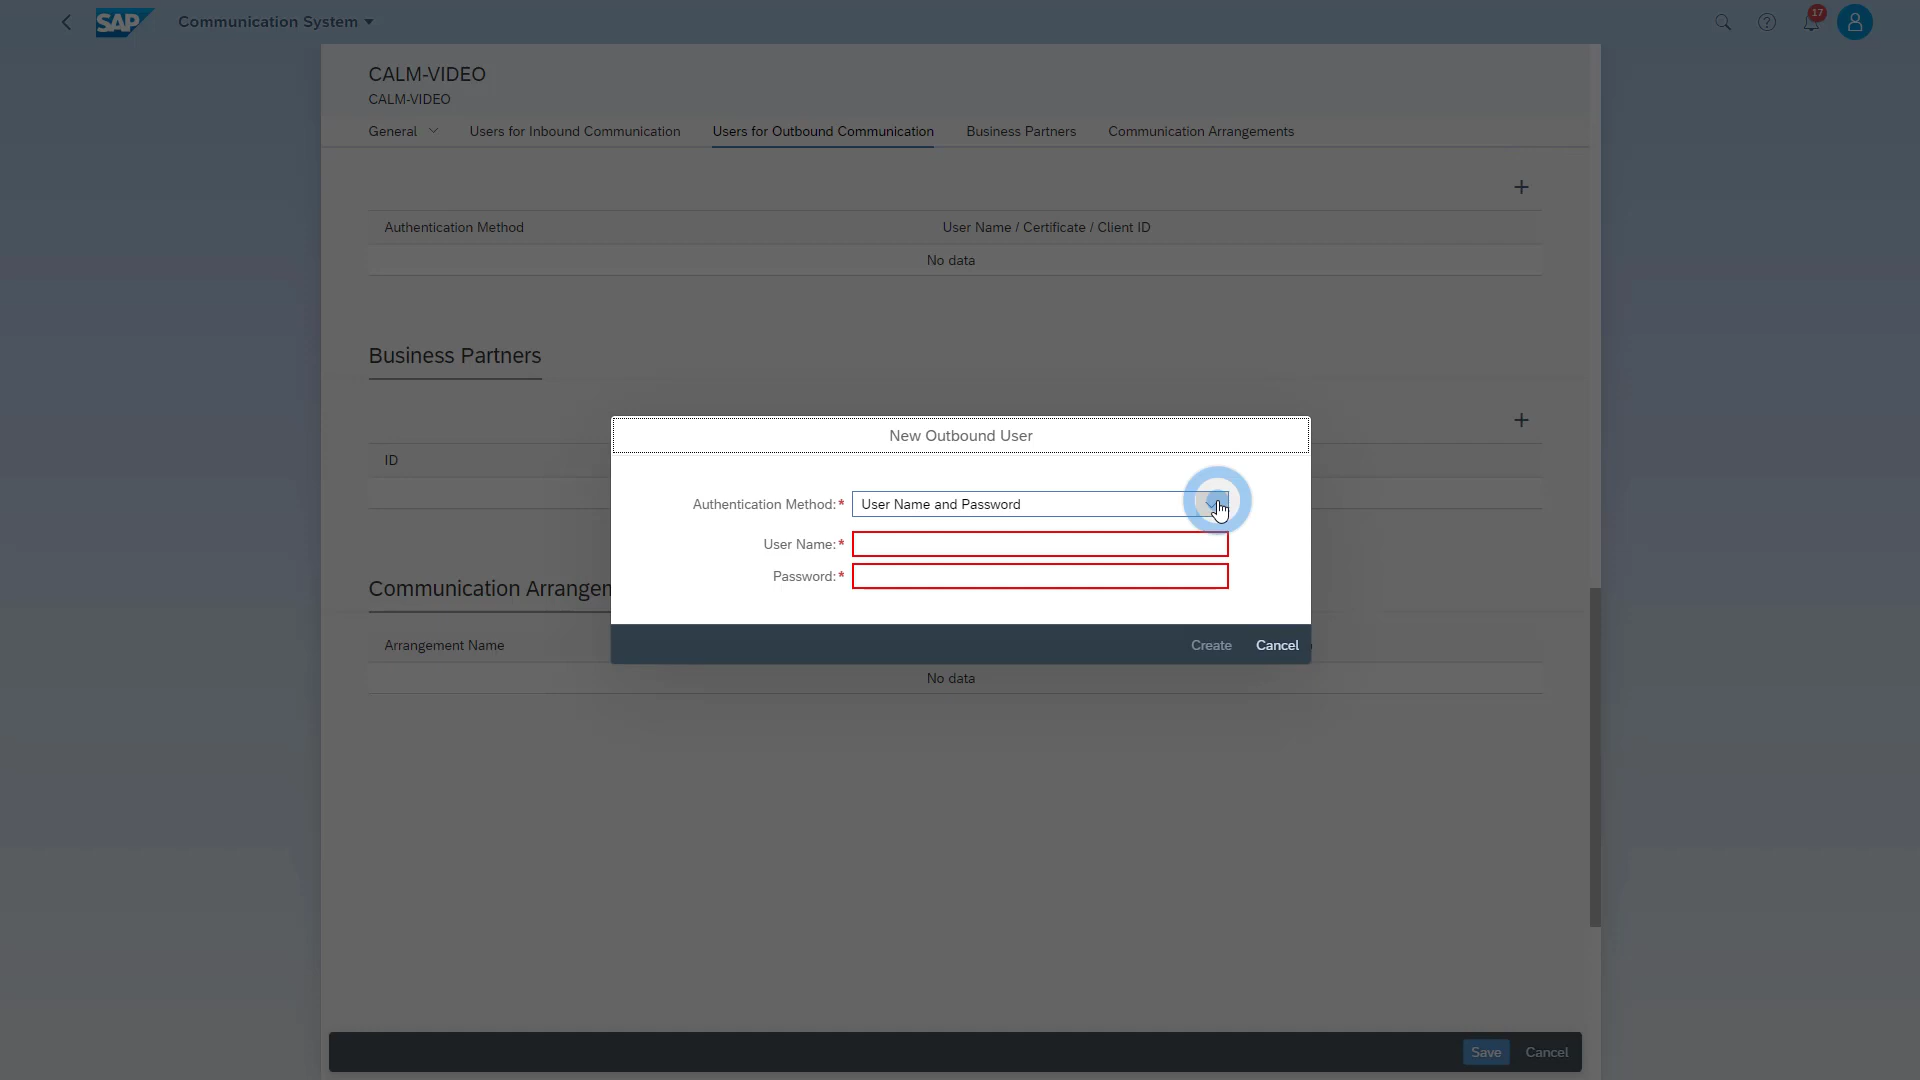 SAP Communication System 17
CALM-VIDEO
CALM-VIDEO
General Users for Inbound Communication Users for Outbound Communication Business Partners Communication Arrangements
Authentication Method User Name / Certificate / Client ID
No data
Business Partners
New Outbound User
ID
Authentication Method:* User Name and Password
User Name:*
Password:*
Communication Arrangem
Arrangement Name
Create Cancel
No data
Save Cancel